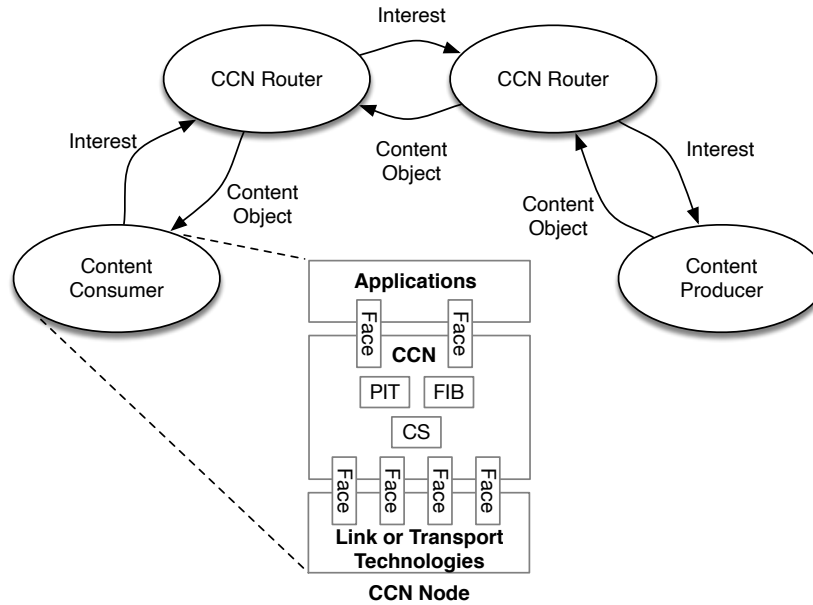 Interest
CCN Router
CCN Router
Interest
Content
Object
Interest
Content
Object
Content
Object
Content
Consumer
Content
Producer
Applications
Face
Face
CCN
PIT
FIB
CS
Face
Face
Face
Face
Link or Transport
Technologies
CCN Node